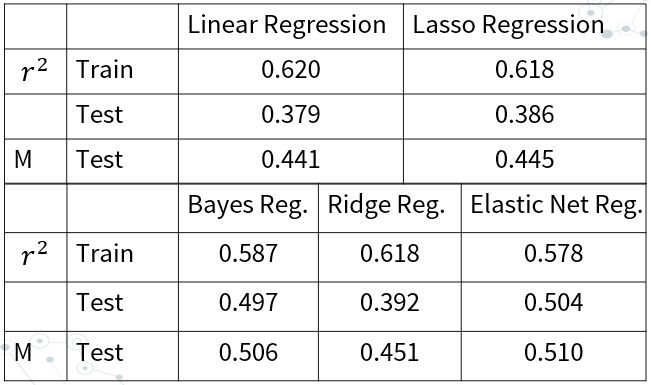 Linear Regression Lasso Regression
r² Train 0.620 0.618
Test 0.379 0.386
M Test 0.441 0.445
Bayes Reg. Ridge Reg. Elastic Net Reg.
r² Train 0.587 0.618 0.578
Test 0.497 0.392 0.504
M Test 0.506 0.451 0.510